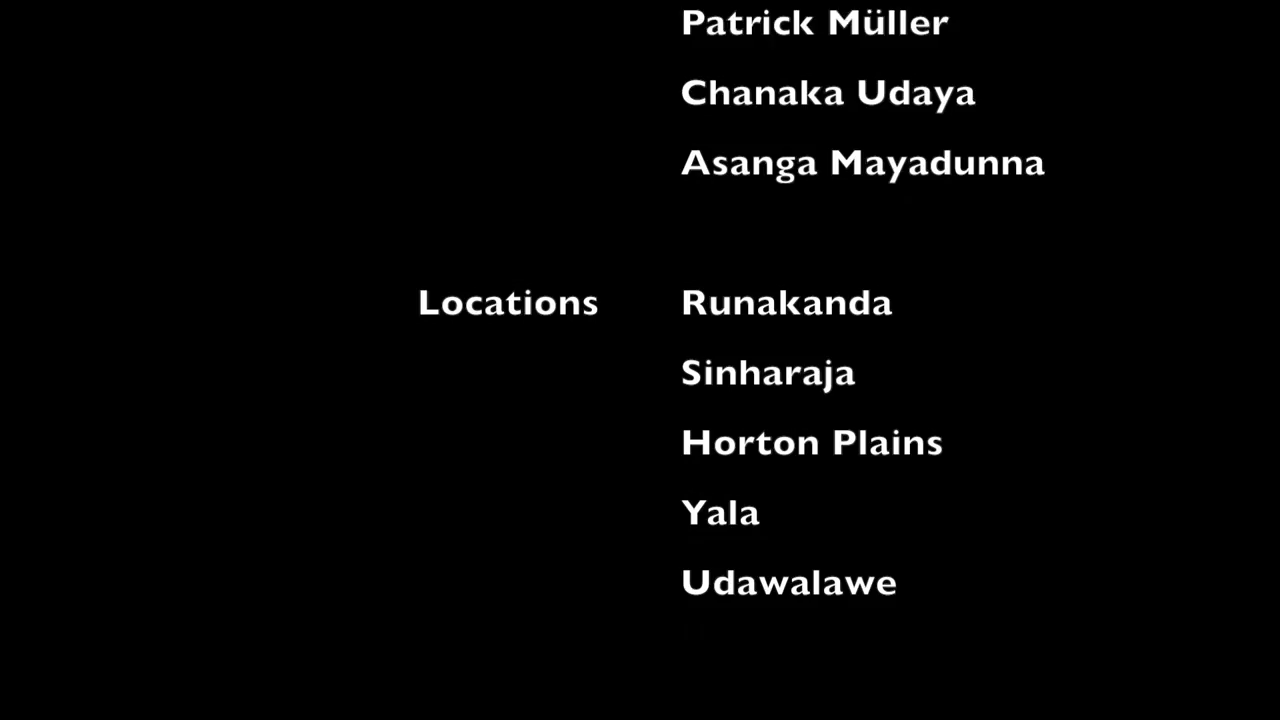 Patrick Müller
Chanaka Udaya
Asanga Mayadunna
Locations Runakanda
Sinharaja
Horton Plains
Yala
Udawalawe